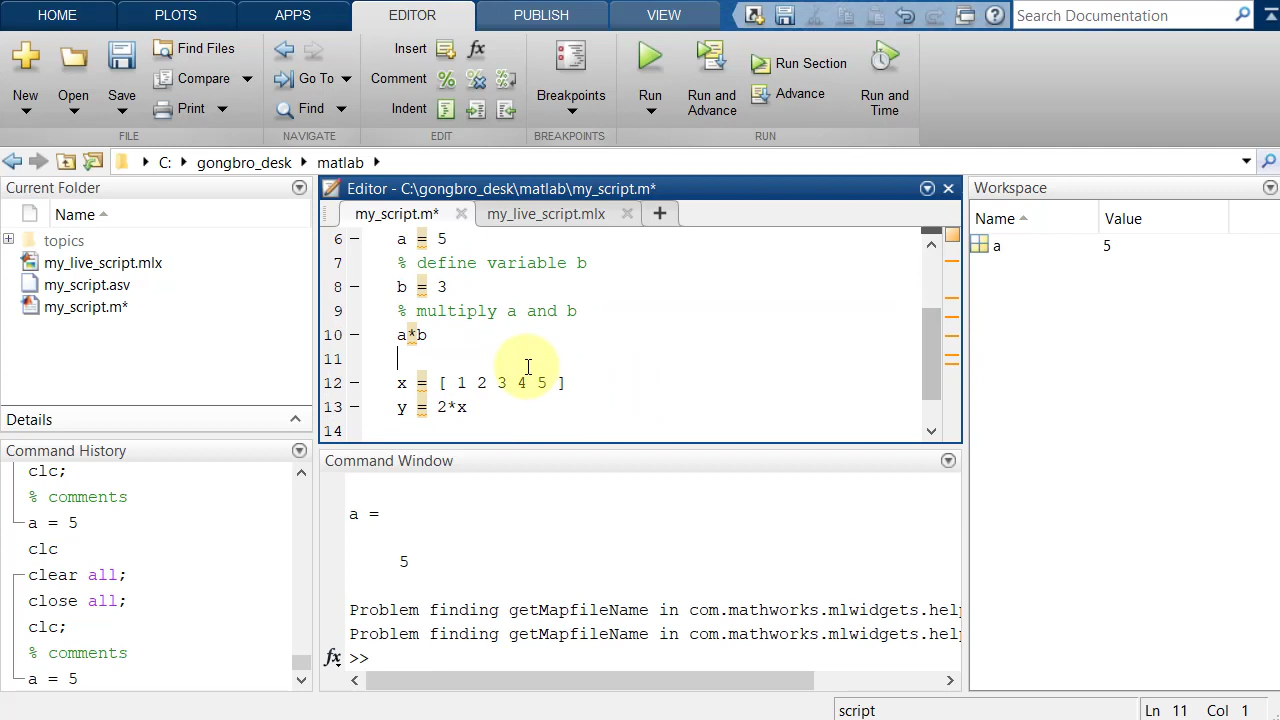 HOME PLOTS APPS EDITOR PUBLISH VIEW Search Documentation
New Open Save Find Files Compare Print
Go To Find
Insert fx
Comment
Indent
Breakpoints
Run Run and Advance Run Section Advance Run and Time
FILE NAVIGATE EDIT BREAKPOINTS RUN
C: gongbro_desk matlab
Current Folder
Name
topics
my_live_script.mlx
my_script.asv
my_script.m*
Details
Command History
clc;
% comments
a = 5
clc
clear all;
close all;
clc;
% comments
a = 5
Editor - C:\gongbro_desk\matlab\my_script.m*
my_script.m* my_live_script.mlx
6 – a = 5
7 % define variable b
8 – b = 3
9 % multiply a and b
10 – a*b
11
12 – x = [ 1 2 3 4 5 ]
13 – y = 2*x
14
Command Window
a =
5
Problem finding getMapfileName in com.mathworks.mlwidgets.help
Problem finding getMapfileName in com.mathworks.mlwidgets.help
fx >>
Workspace
Name Value
a 5
script Ln 11 Col 1